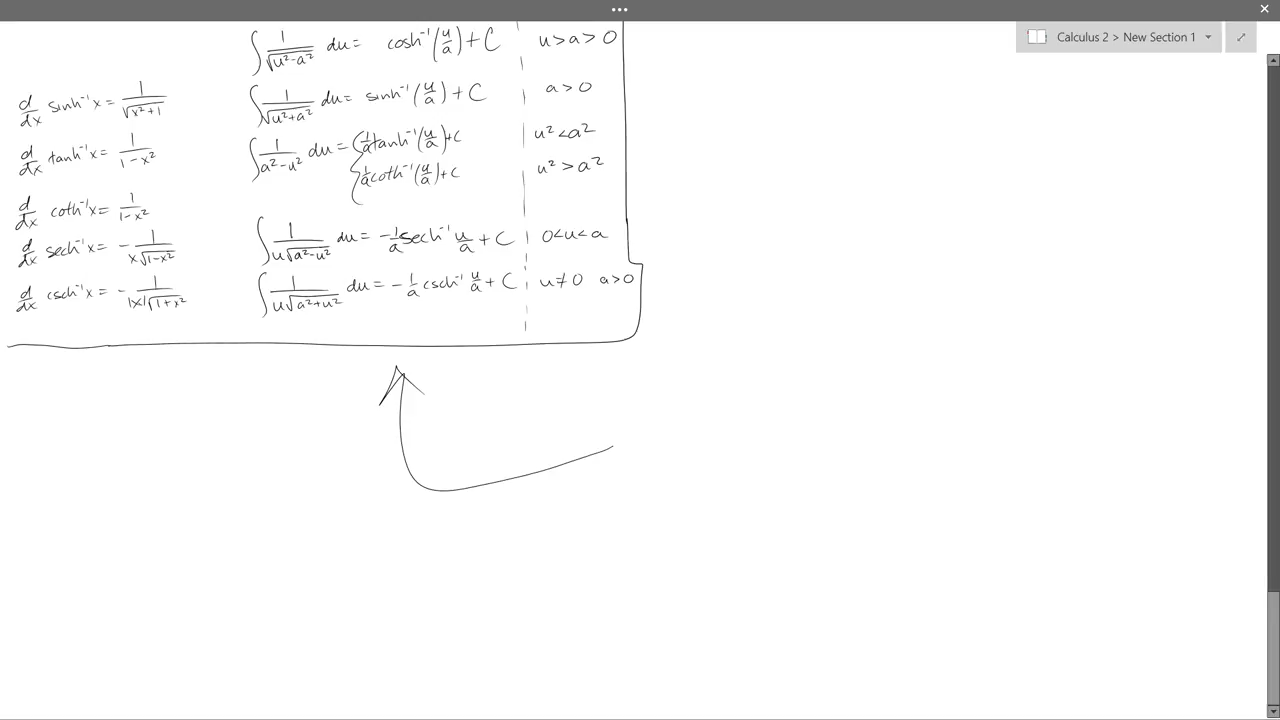 Calculus 2 > New Section 1
∫ 1/√(u²-a²) du = cosh⁻¹(u/a) + C u > a > 0
d/dx sinh⁻¹x = 1/√(x²+1) ∫ 1/√(u²+a²) du = sinh⁻¹(u/a) + C a > 0
d/dx tanh⁻¹x = 1/(1-x²) ∫ 1/(a²-u²) du = { 1/a tanh⁻¹(u/a) + C u² < a²
1/a coth⁻¹(u/a) + C u² > a²
d/dx coth⁻¹x = 1/(1-x²)
d/dx sech⁻¹x = - 1/(x√(1-x²)) ∫ 1/(u√(a²-u²)) du = -1/a sech⁻¹ u/a + C 0 < u < a
d/dx csch⁻¹x = - 1/(|x|√(1+x²)) ∫ 1/(u√(a²+u²)) du = - 1/a csch⁻¹ u/a + C u ≠ 0 a > 0